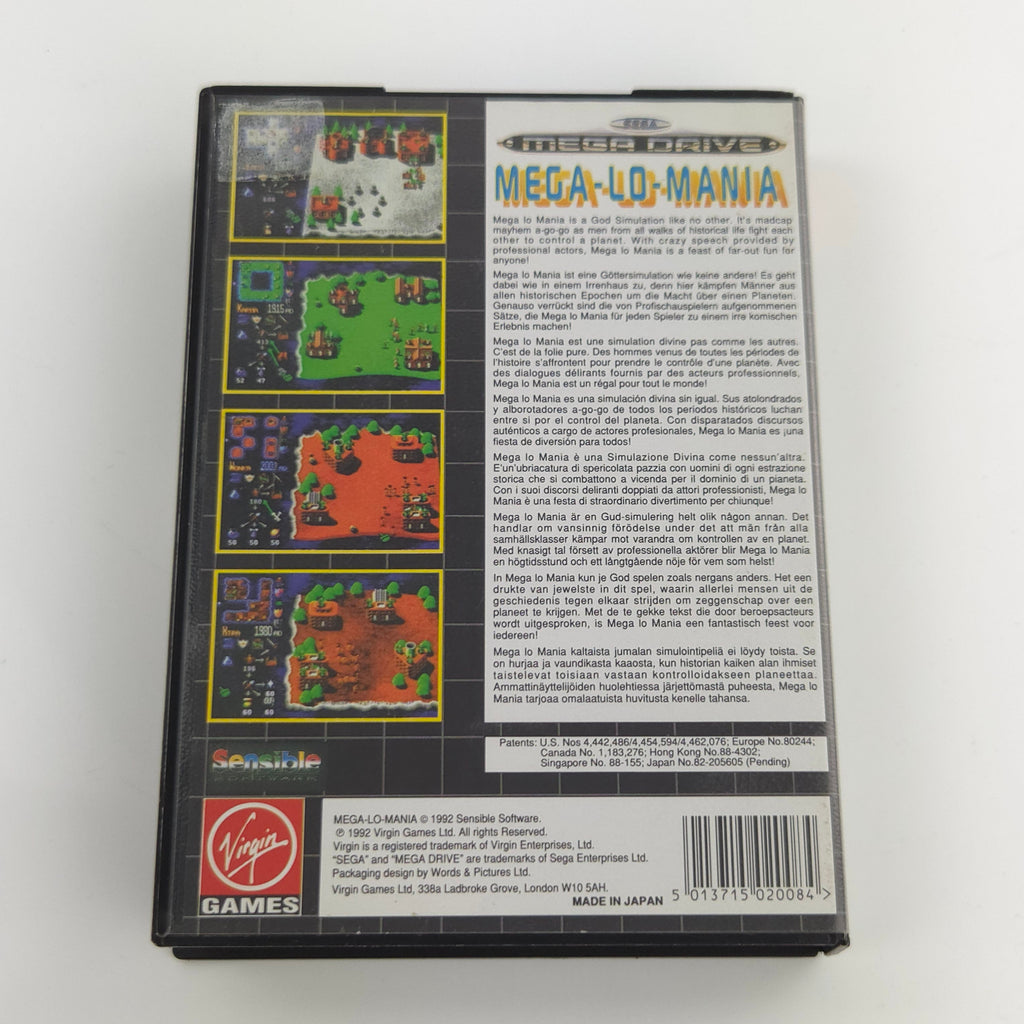 SEGA
MEGA DRIVE
MEGA-LO-MANIA
Mega lo Mania is a God Simulation like no other. It's madcap
mayhem a-go-go as men from all walks of historical life fight each
other to control a planet. With crazy speech provided by
professional actors, Mega lo Mania is a feast of far-out fun for
anyone!
Mega lo Mania ist eine Göttersimulation wie keine andere! Es geht
dabei wie in einem Irrenhaus zu, denn hier kämpfen Männer aus
allen historischen Epochen um die Macht über einen Planeten.
Genauso verrückt sind die von Profischauspielern aufgenommenen
Sätze, die Mega lo Mania für jeden Spieler zu einem irre komischen
Erlebnis machen!
Mega lo Mania est une simulation divine pas comme les autres.
C'est de la folie pure. Des hommes venus de toutes les périodes de
l'histoire s'affrontent pour prendre le contrôle d'une planète. Avec
des dialogues délirants fournis par des acteurs professionnels,
Mega lo Mania est un régal pour tout le monde!
Mega lo Mania es una simulación divina sin igual. Sus atolondrados
y alborotadores a-go-go de todos los periodos históricos luchan
entre si por el control del planeta. Con disparatados discursos
auténticos a cargo de actores profesionales, Mega lo Mania es ¡una
fiesta de diversión para todos!
Mega lo Mania è una Simulazione Divina come nessun'altra.
E'un'ubriacatura di spericolata pazzia con uomini di ogni estrazione
storica che si combattono a vicenda per il dominio di un pianeta.
Con i suoi discorsi deliranti doppiati da attori professionisti, Mega lo
Mania è una festa di straordinario divertimento per chiunque!
Mega lo Mania är en Gud-simulering helt olik någon annan. Det
handlar om vansinnig förödelse under det att män från alla
samhällsklasser kämpar mot varandra om kontrollen av en planet.
Med knasigt tal försett av professionella aktörer blir Mega lo Mania
en högtidsstund och ett långtgående nöje för vem som helst!
In Mega lo Mania kun je God spelen zoals nergans anders. Het een
drukte van jewelste in dit spel, waarin allerlei mensen uit de
geschiedenis tegen elkaar strijden om zeggenschap over een
planeet te krijgen. Met de te gekke tekst die door beroepsacteurs
wordt uitgesproken, is Mega lo Mania een fantastisch feest voor
iedereen!
Mega lo Mania kaltaista jumalan simulointipeliä ei löydy toista. Se
on hurjaa ja vaundikasta kaaosta, kun historian kaiken alan ihmiset
taistelevat toisiaan vastaan kontrolloidakseen planeettaa.
Ammattinäyttelijöiden huolehtiessa järjettömästä puheesta, Mega lo
Mania tarjoaa omalaatuista huvitusta kenelle tahansa.
1915 AD
52 47
2001 AD
180
50 50 50
1980 AD
196
60
60 60
Patents: U.S. Nos 4,442,486/4,454,594/4,462,076; Europe No.80244;
Canada No. 1,183,276; Hong Kong No.88-4302;
Singapore No. 88-155; Japan No.82-205605 (Pending)
Sensible
SOFTWARE
Virgin
GAMES
MEGA-LO-MANIA © 1992 Sensible Software.
℗ 1992 Virgin Games Ltd. All rights Reserved.
Virgin is a registered trademark of Virgin Enterprises, Ltd.
"SEGA" and "MEGA DRIVE" are trademarks of Sega Enterprises Ltd.
Packaging design by Words & Pictures Ltd.
Virgin Games Ltd, 338a Ladbroke Grove, London W10 5AH.
MADE IN JAPAN
5 013715 020084 >